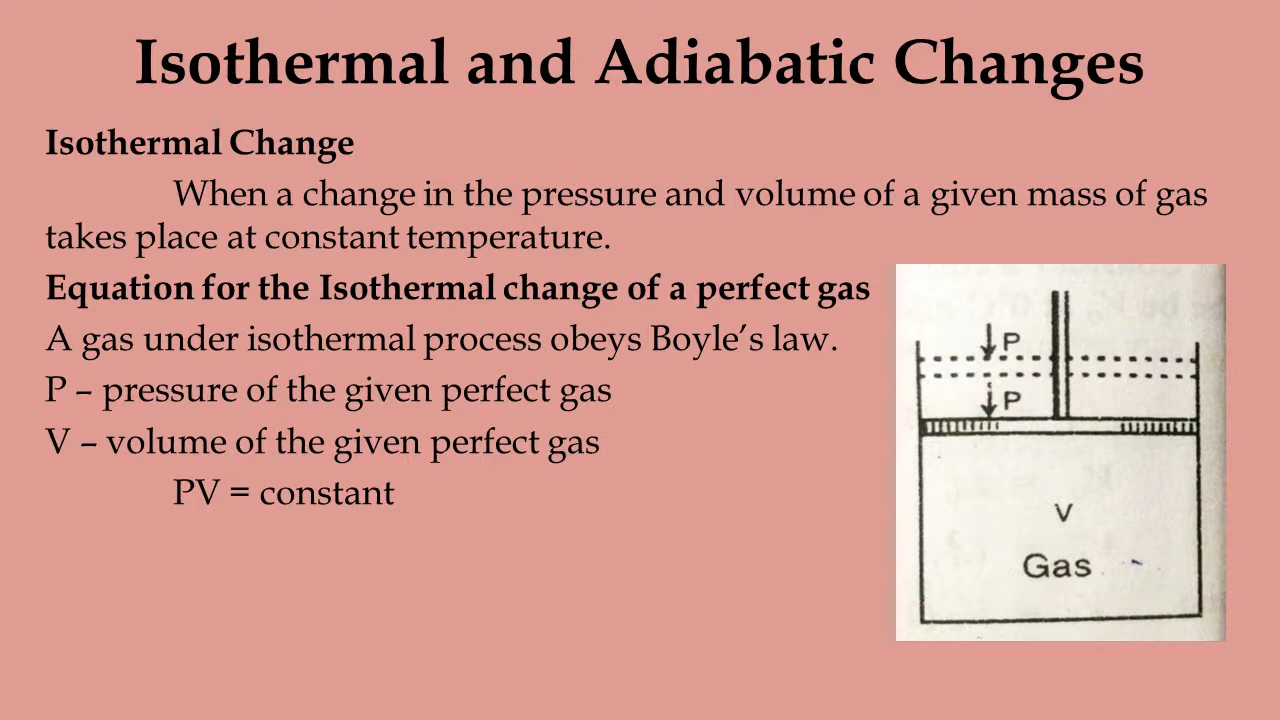 Isothermal and Adiabatic Changes
Isothermal Change
When a change in the pressure and volume of a given mass of gas
takes place at constant temperature.
Equation for the Isothermal change of a perfect gas
A gas under isothermal process obeys Boyle’s law.
P – pressure of the given perfect gas
V – volume of the given perfect gas
PV = constant
P
P
V
Gas